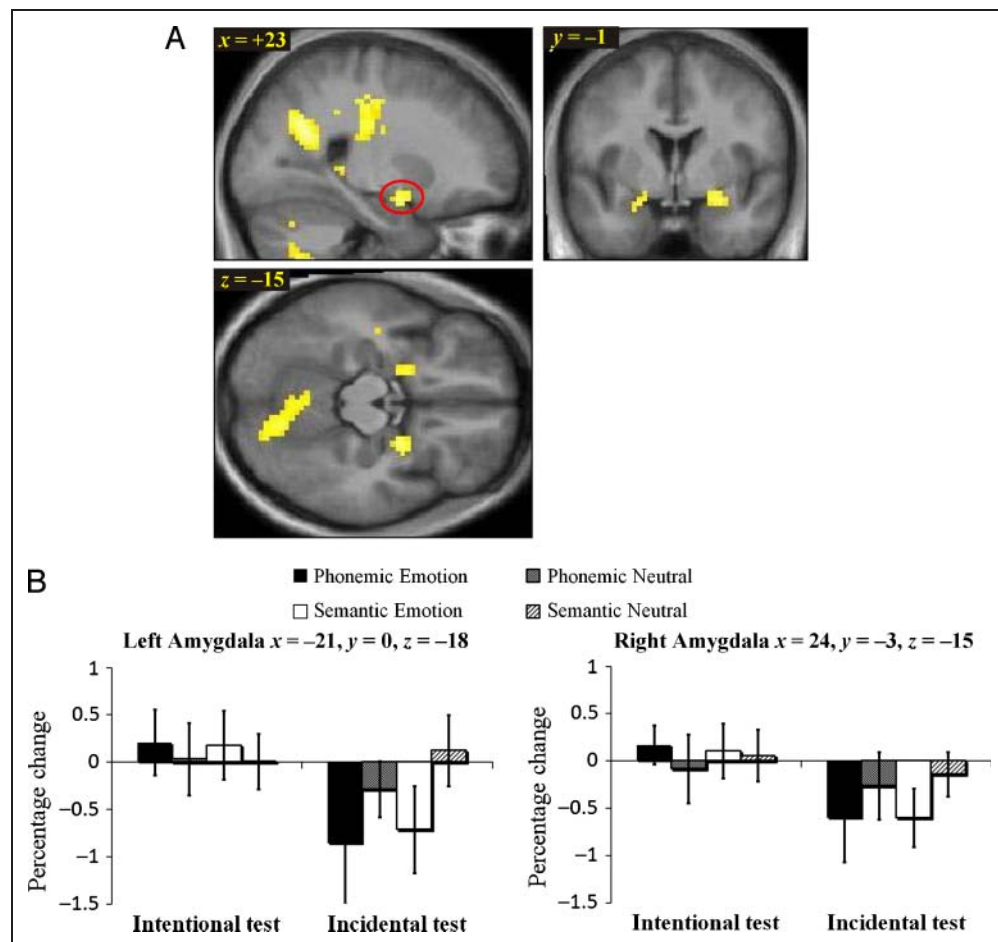 A
x = +23
y = −1
z = −15
B
Phonemic Emotion
Phonemic Neutral
Semantic Emotion
Semantic Neutral
Left Amygdala x = −21, y = 0, z = −18
Percentage change
1
0.5
0
−0.5
−1
−1.5
Intentional test
Incidental test
Right Amygdala x = 24, y = −3, z = −15
Percentage change
1
0.5
0
−0.5
−1
−1.5
Intentional test
Incidental test